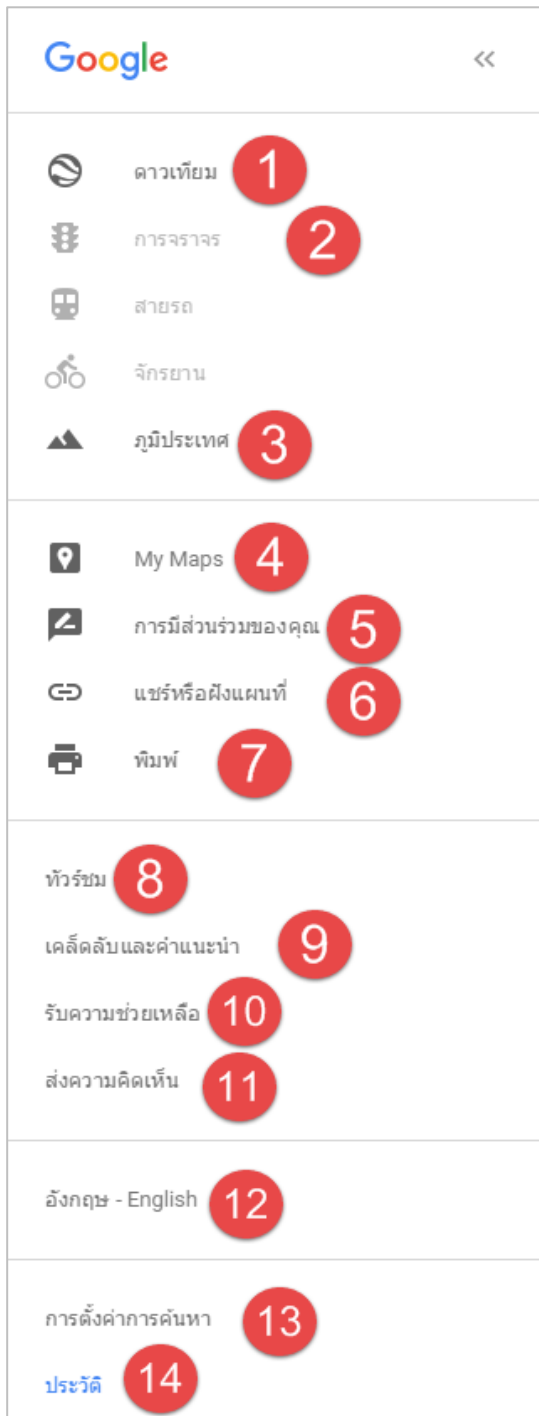 Google
ดาวเทียม 1
การจราจร 2
สายรถ
จักรยาน
ภูมิประเทศ 3
My Maps 4
การมีส่วนร่วมของคุณ 5
แชร์หรือฝังแผนที่ 6
พิมพ์ 7
ทัวร์ชม 8
เคล็ดลับและคำแนะนำ 9
รับความช่วยเหลือ 10
ส่งความคิดเห็น 11
อังกฤษ - English 12
การตั้งค่าการค้นหา 13
ประวัติ 14